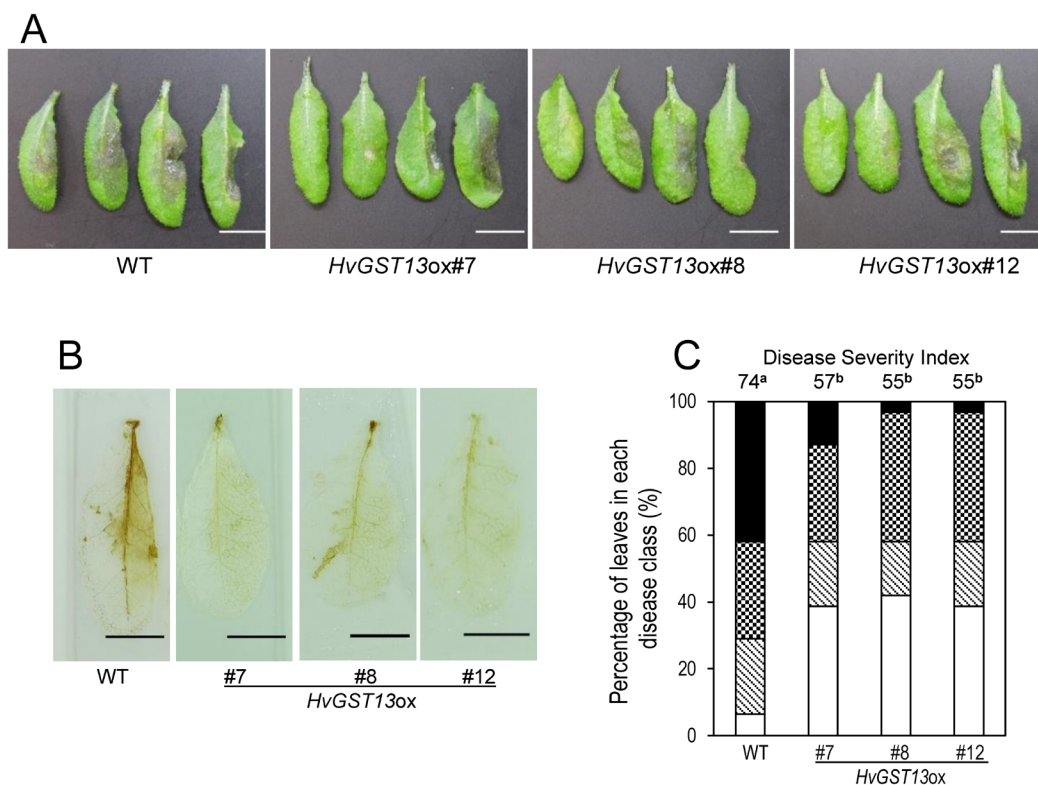 A
WT
HvGST13ox#7
HvGST13ox#8
HvGST13ox#12
B
WT
#7
#8
#12
HvGST13ox
C
Disease Severity Index
74ᵃ
57ᵇ
55ᵇ
55ᵇ
Percentage of leaves in each
disease class (%)
100
80
60
40
20
0
WT
#7
#8
#12
HvGST13ox